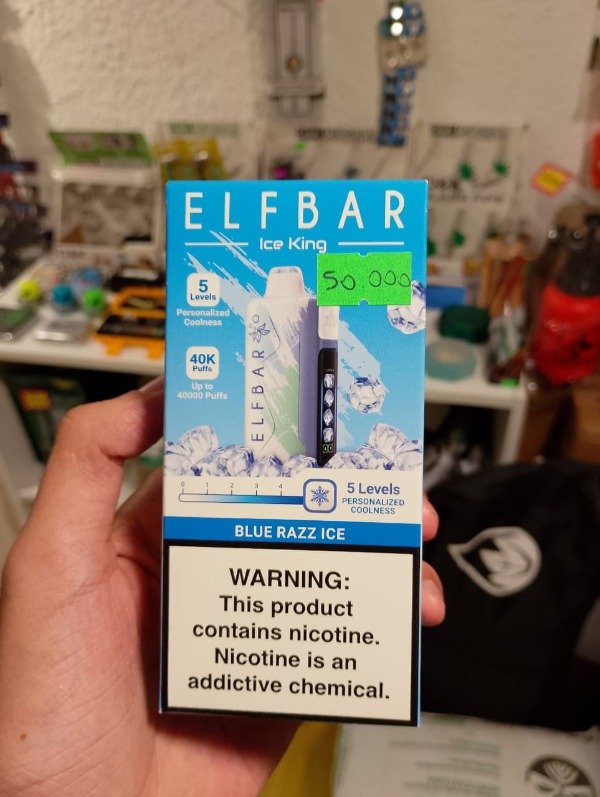 ELFBAR
Ice King
50.000
5
Levels
Personalized
Coolness
40K
Puffs
Up to
40000 Puffs
ELFBAR
0 1 2 3 4
5 Levels
PERSONALIZED
COOLNESS
BLUE RAZZ ICE
WARNING:
This product
contains nicotine.
Nicotine is an
addictive chemical.